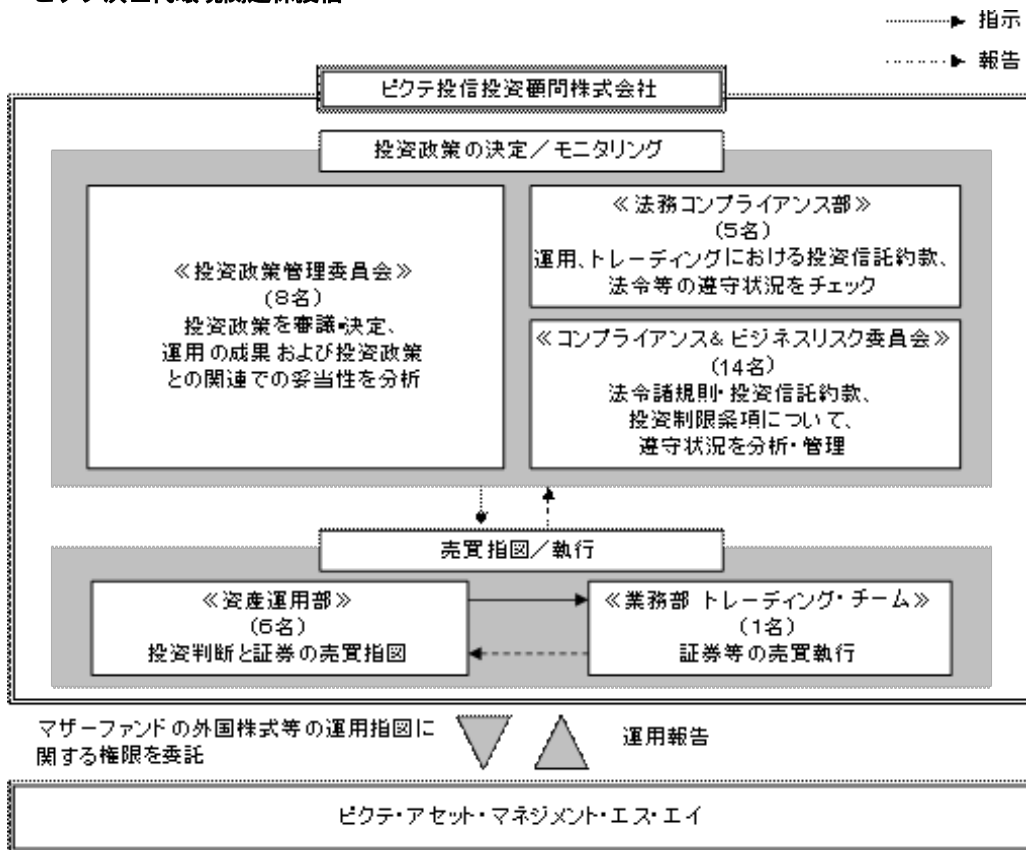 指示
報告
ピクテ投信投資顧問株式会社
投資政策の決定／モニタリング
≪投資政策管理委員会≫
(8名)
投資政策を審議・決定、
運用の成果および投資政策
との関連での妥当性を分析
≪法務コンプライアンス部≫
(5名)
運用、トレーディングにおける投資信託約款、
法令等の遵守状況をチェック
≪コンプライアンス&ビジネスリスク委員会≫
(14名)
法令諸規則・投資信託約款、
投資制限条項について、
遵守状況を分析・管理
売買指図／執行
≪資産運用部≫
投資判断と証券の売買指図
≪業務部 トレーディング・チーム≫
(1名)
証券等の売買執行
マザーファンドの外国株式等の運用指図に
関する権限を委託
運用報告
ピクテ・アセット・マネジメント・エス・エイ